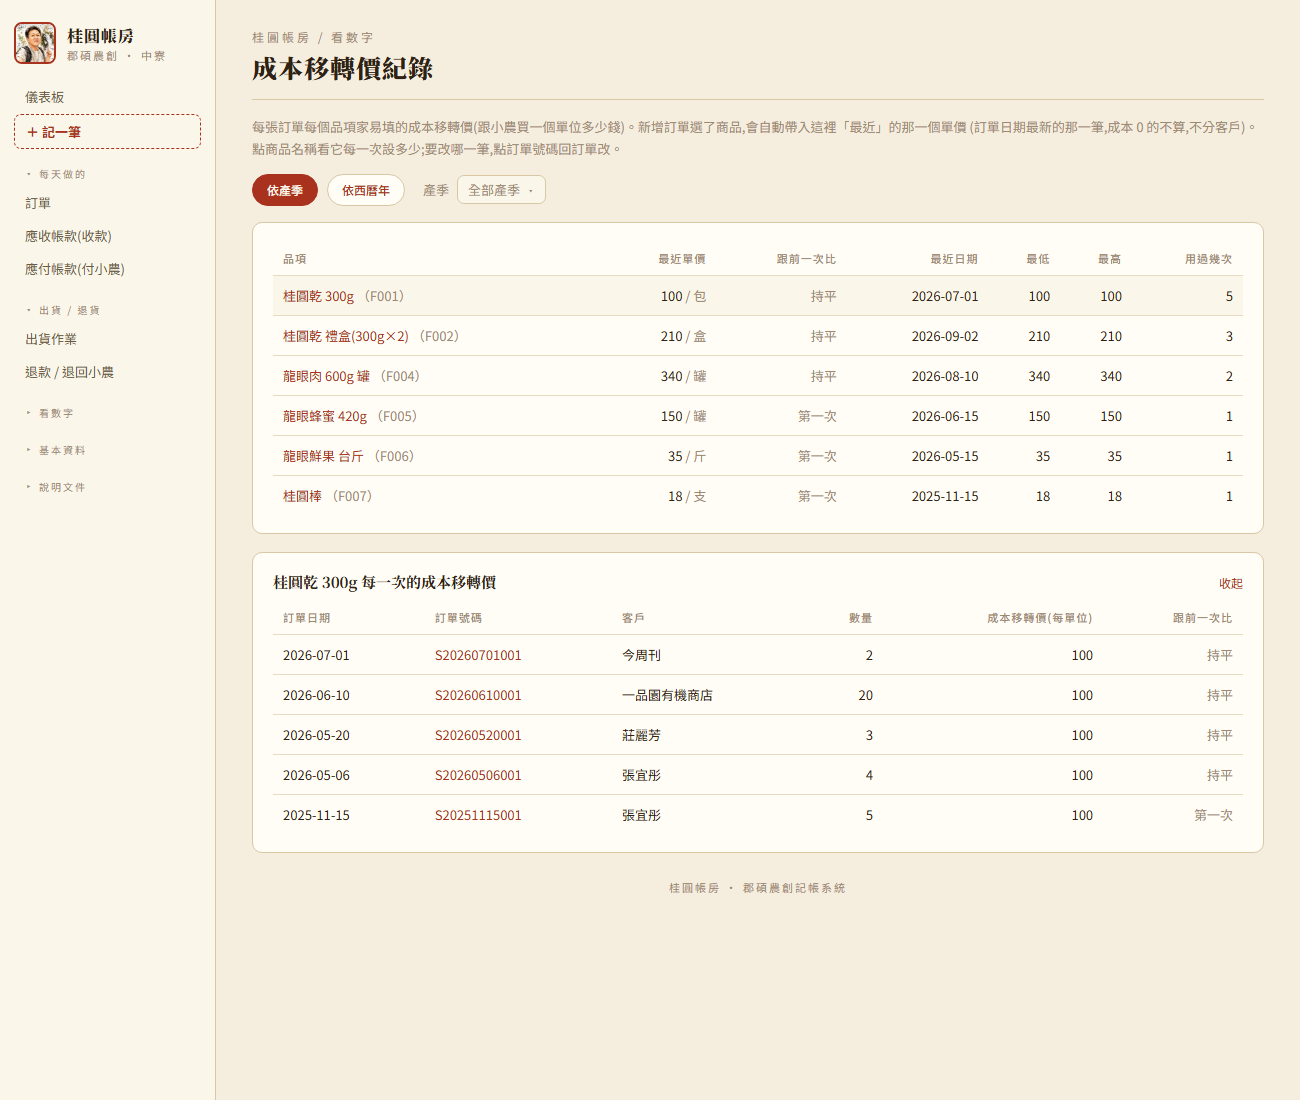 桂圓帳房
郡碩農創 · 中寮
儀表板
+ 記一筆
每天做的
訂單
應收帳款(收款)
應付帳款(付小農)
出貨 / 退貨
出貨作業
退款 / 退回小農
看數字
基本資料
說明文件
桂圓帳房 / 看數字
成本移轉價紀錄
每張訂單每個品項家易填的成本移轉價(跟小農買一個單位多少錢)。新增訂單選了商品,會自動帶入這裡「最近」的那一個單價 (訂單日期最新的那一筆,成本 0 的不算,不分客戶)。
點商品名稱看它每一次設多少;要改哪一筆,點訂單號碼回訂單改。
依產季 依西曆年 產季 全部產季
品項 最近單價 跟前一次比 最近日期 最低 最高 用過幾次
桂圓乾 300g (F001) 100 / 包 持平 2026-07-01 100 100 5
桂圓乾 禮盒(300g×2) (F002) 210 / 盒 持平 2026-09-02 210 210 3
龍眼肉 600g 罐 (F004) 340 / 罐 持平 2026-08-10 340 340 2
龍眼蜂蜜 420g (F005) 150 / 罐 第一次 2026-06-15 150 150 1
龍眼鮮果 台斤 (F006) 35 / 斤 第一次 2026-05-15 35 35 1
桂圓棒 (F007) 18 / 支 第一次 2025-11-15 18 18 1
桂圓乾 300g 每一次的成本移轉價 收起
訂單日期 訂單號碼 客戶 數量 成本移轉價(每單位) 跟前一次比
2026-07-01 S20260701001 今周刊 2 100 持平
2026-06-10 S20260610001 一品園有機商店 20 100 持平
2026-05-20 S20260520001 莊麗芳 3 100 持平
2026-05-06 S20260506001 張宜彤 4 100 持平
2025-11-15 S20251115001 張宜彤 5 100 第一次
桂圓帳房 · 郡碩農創記帳系統